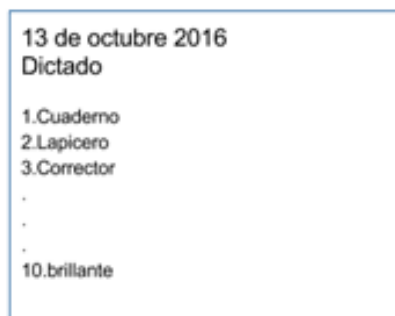 13 de octubre 2016
Dictado
1.Cuaderno
2.Lapicero
3.Corrector
.
.
.
10.brillante